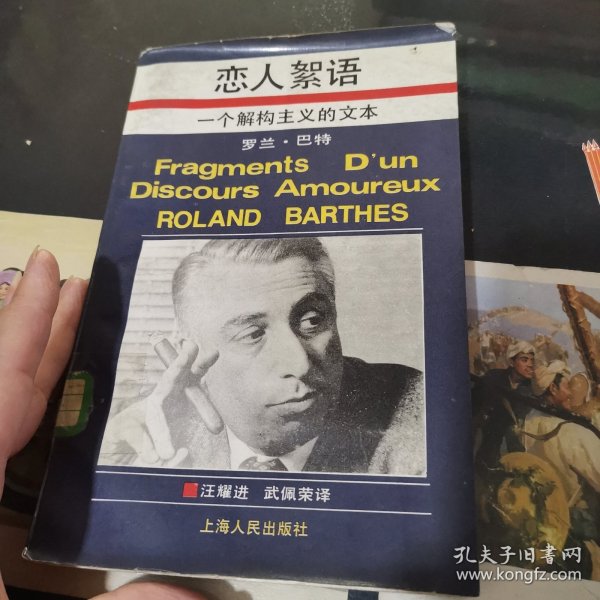 恋人絮语
一个解构主义的文本
罗兰·巴特
Fragments D'un
Discours Amoureux
ROLAND BARTHES
汪耀进 武佩荣译
上海人民出版社
孔夫子旧书网
www.kongfz.com